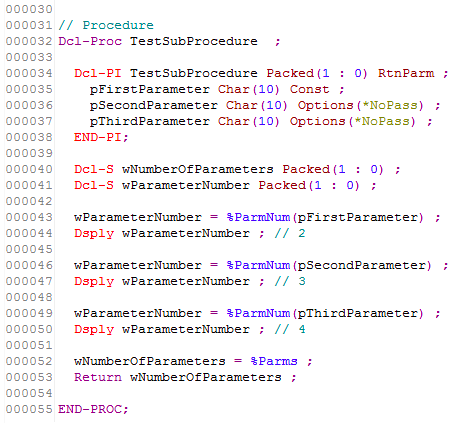 000030
000031 // Procedure
000032 Dcl-Proc TestSubProcedure  ;
000033
000034   Dcl-PI TestSubProcedure Packed(1 : 0) RtnParm ;
000035     pFirstParameter Char(10) Const ;
000036     pSecondParameter Char(10) Options(*NoPass) ;
000037     pThirdParameter Char(10) Options(*NoPass) ;
000038   END-PI;
000039
000040   Dcl-S wNumberOfParameters Packed(1 : 0) ;
000041   Dcl-S wParameterNumber Packed(1 : 0) ;
000042
000043   wParameterNumber = %ParmNum(pFirstParameter) ;
000044   Dsply wParameterNumber ; // 2
000045
000046   wParameterNumber = %ParmNum(pSecondParameter) ;
000047   Dsply wParameterNumber ; // 3
000048
000049   wParameterNumber = %ParmNum(pThirdParameter) ;
000050   Dsply wParameterNumber ; // 4
000051
000052   wNumberOfParameters = %Parms ;
000053   Return wNumberOfParameters ;
000054
000055 END-PROC;